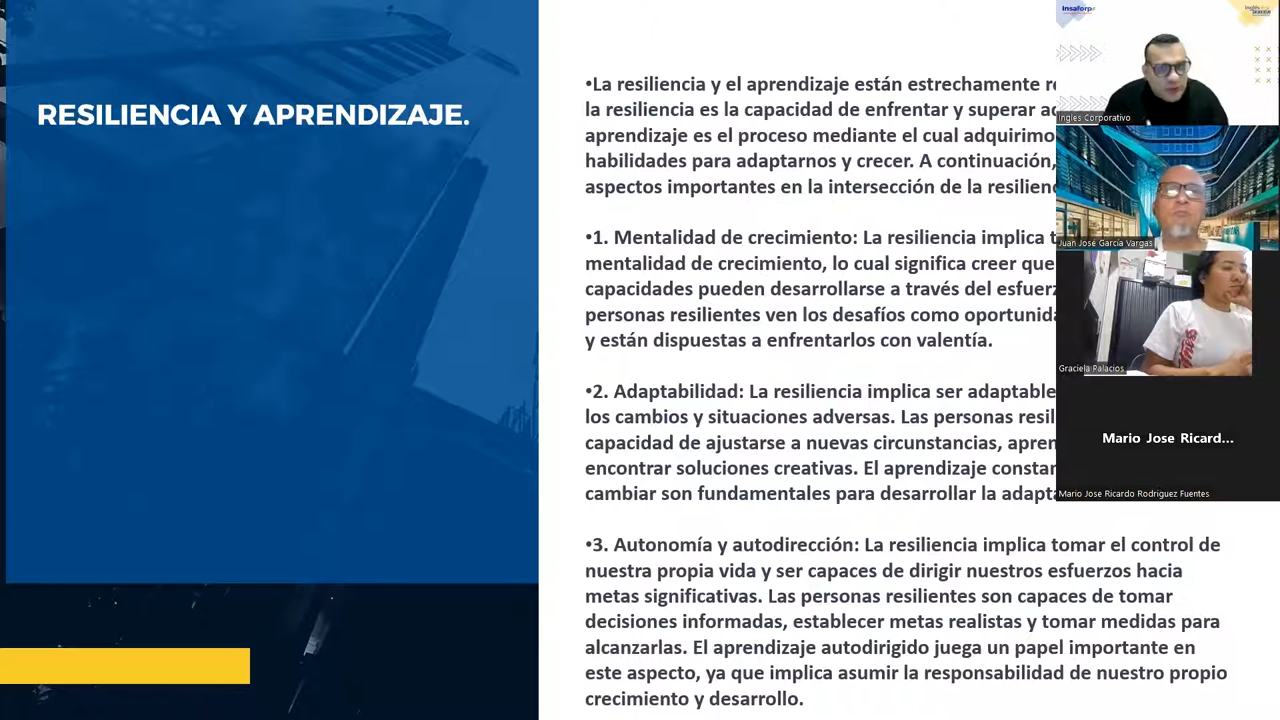 RESILIENCIA Y APRENDIZAJE.
•La resiliencia y el aprendizaje están estrechamente
la resiliencia es la capacidad de enfrentar y superar
aprendizaje es el proceso mediante el cual
habilidades para adaptarnos y crecer. A continuación,
aspectos importantes en la intersección de la
•1. Mentalidad de crecimiento: La resiliencia implica
mentalidad de crecimiento, lo cual significa creer que
capacidades pueden desarrollarse a través del
personas resilientes ven los desafíos como
y están dispuestas a enfrentarlos con valentía.
•2. Adaptabilidad: La resiliencia implica ser adaptable
los cambios y situaciones adversas. Las personas
capacidad de ajustarse a nuevas circunstancias,
encontrar soluciones creativas. El aprendizaje
cambiar son fundamentales para desarrollar la
•3. Autonomía y autodirección: La resiliencia implica tomar el control de
nuestra propia vida y ser capaces de dirigir nuestros esfuerzos hacia
metas significativas. Las personas resilientes son capaces de tomar
decisiones informadas, establecer metas realistas y tomar medidas para
alcanzarlas. El aprendizaje autodirigido juega un papel importante en
este aspecto, ya que implica asumir la responsabilidad de nuestro propio
crecimiento y desarrollo.
Insaforp
Ingles Corporativo
Juan José García Vargas
Graciela Palacios
Mario Jose Ricard...
Mario Jose Ricardo Rodriguez Fuentes